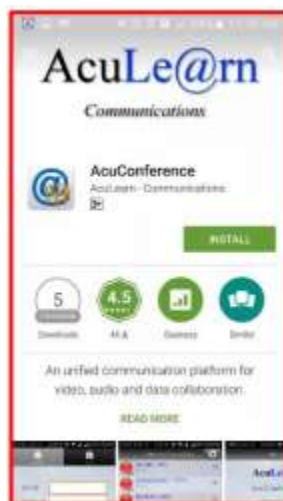 AcuLe@rn
Communications
AcuConference
AcuLearn - Communications
3+
INSTALL
5
4.5
Downloads
Business
Similar
An unified communication platform for
video, audio and data collaboration.
READ MORE